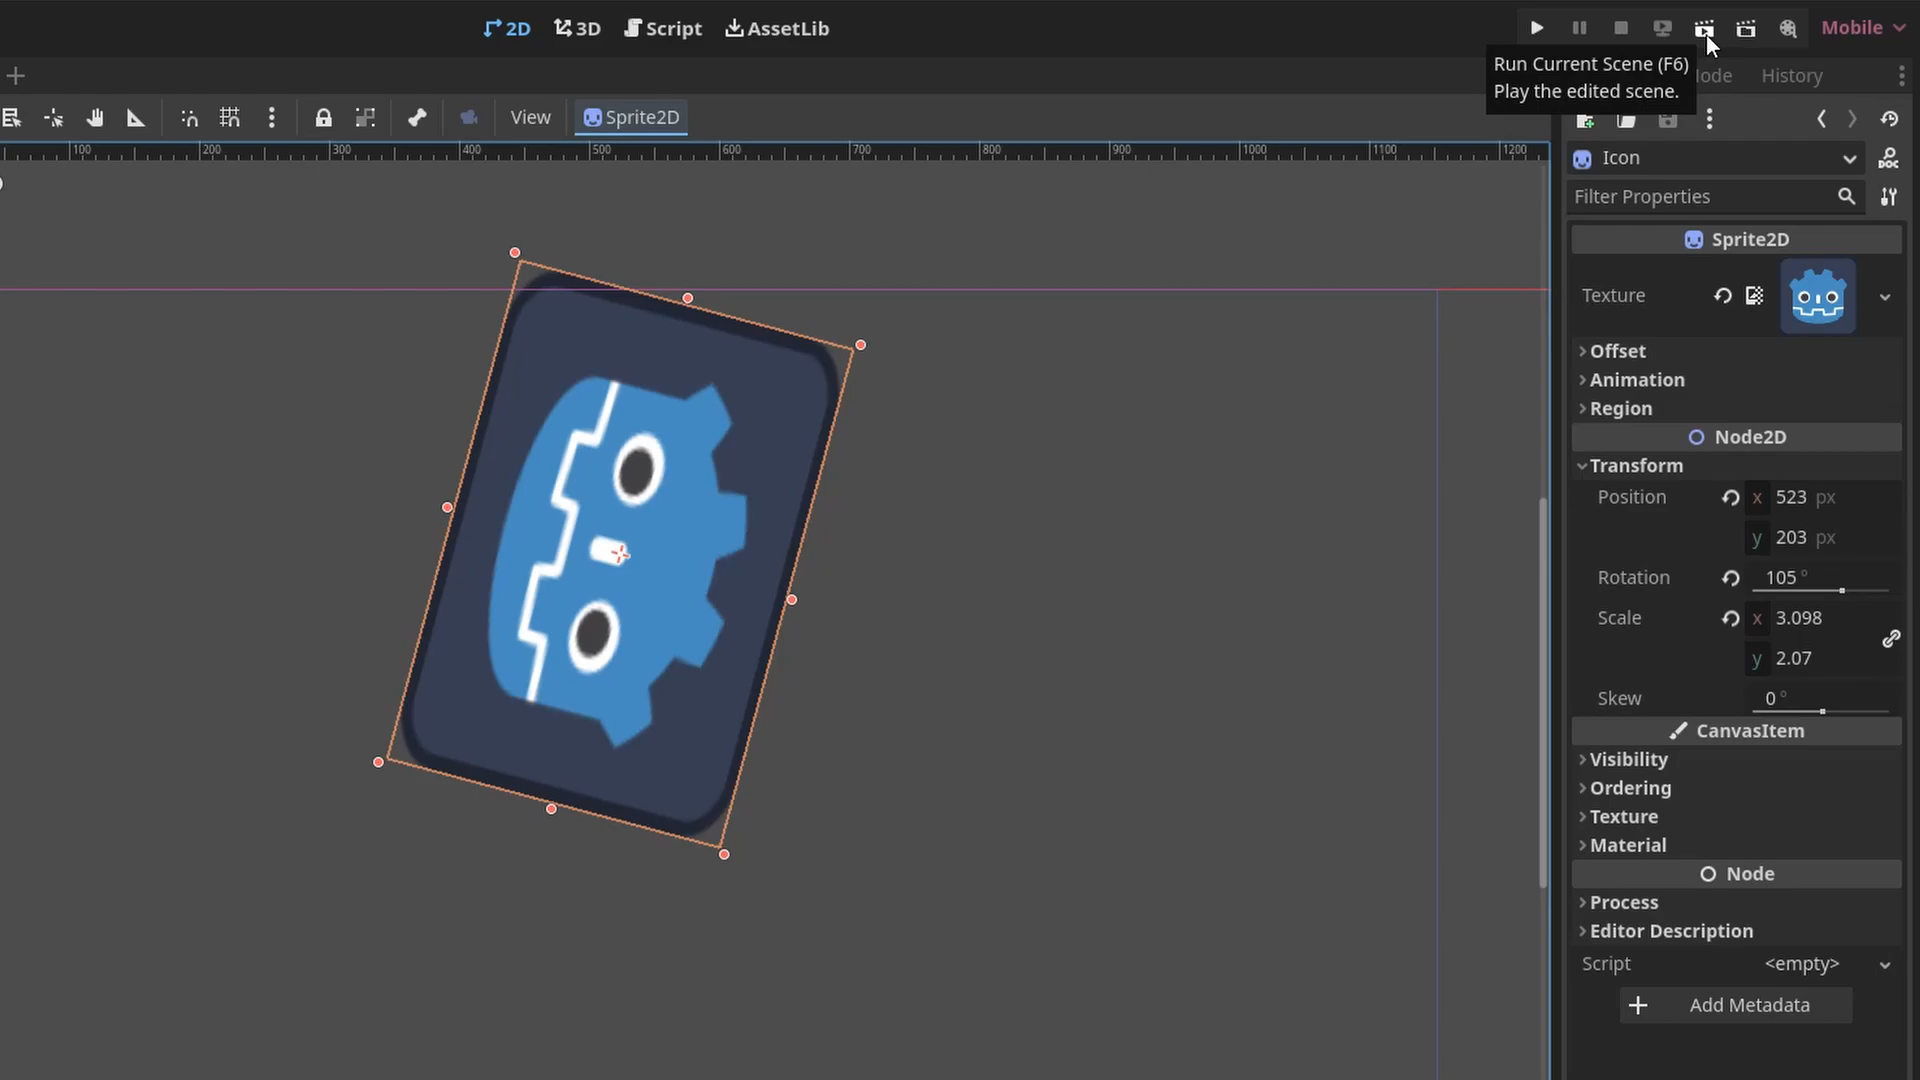 2D
3D
Script
AssetLib
Mobile
Run Current Scene (F6)
Play the edited scene.
History
View
Sprite2D
100
200
300
400
500
600
700
800
900
1000
1100
1200
Icon
Filter Properties
Sprite2D
Texture
Offset
Animation
Region
Node2D
Transform
Position
x 523 px
y 203 px
Rotation
105 °
Scale
x 3.098
y 2.07
Skew
0 °
CanvasItem
Visibility
Ordering
Texture
Material
Node
Process
Editor Description
Script
<empty>
Add Metadata